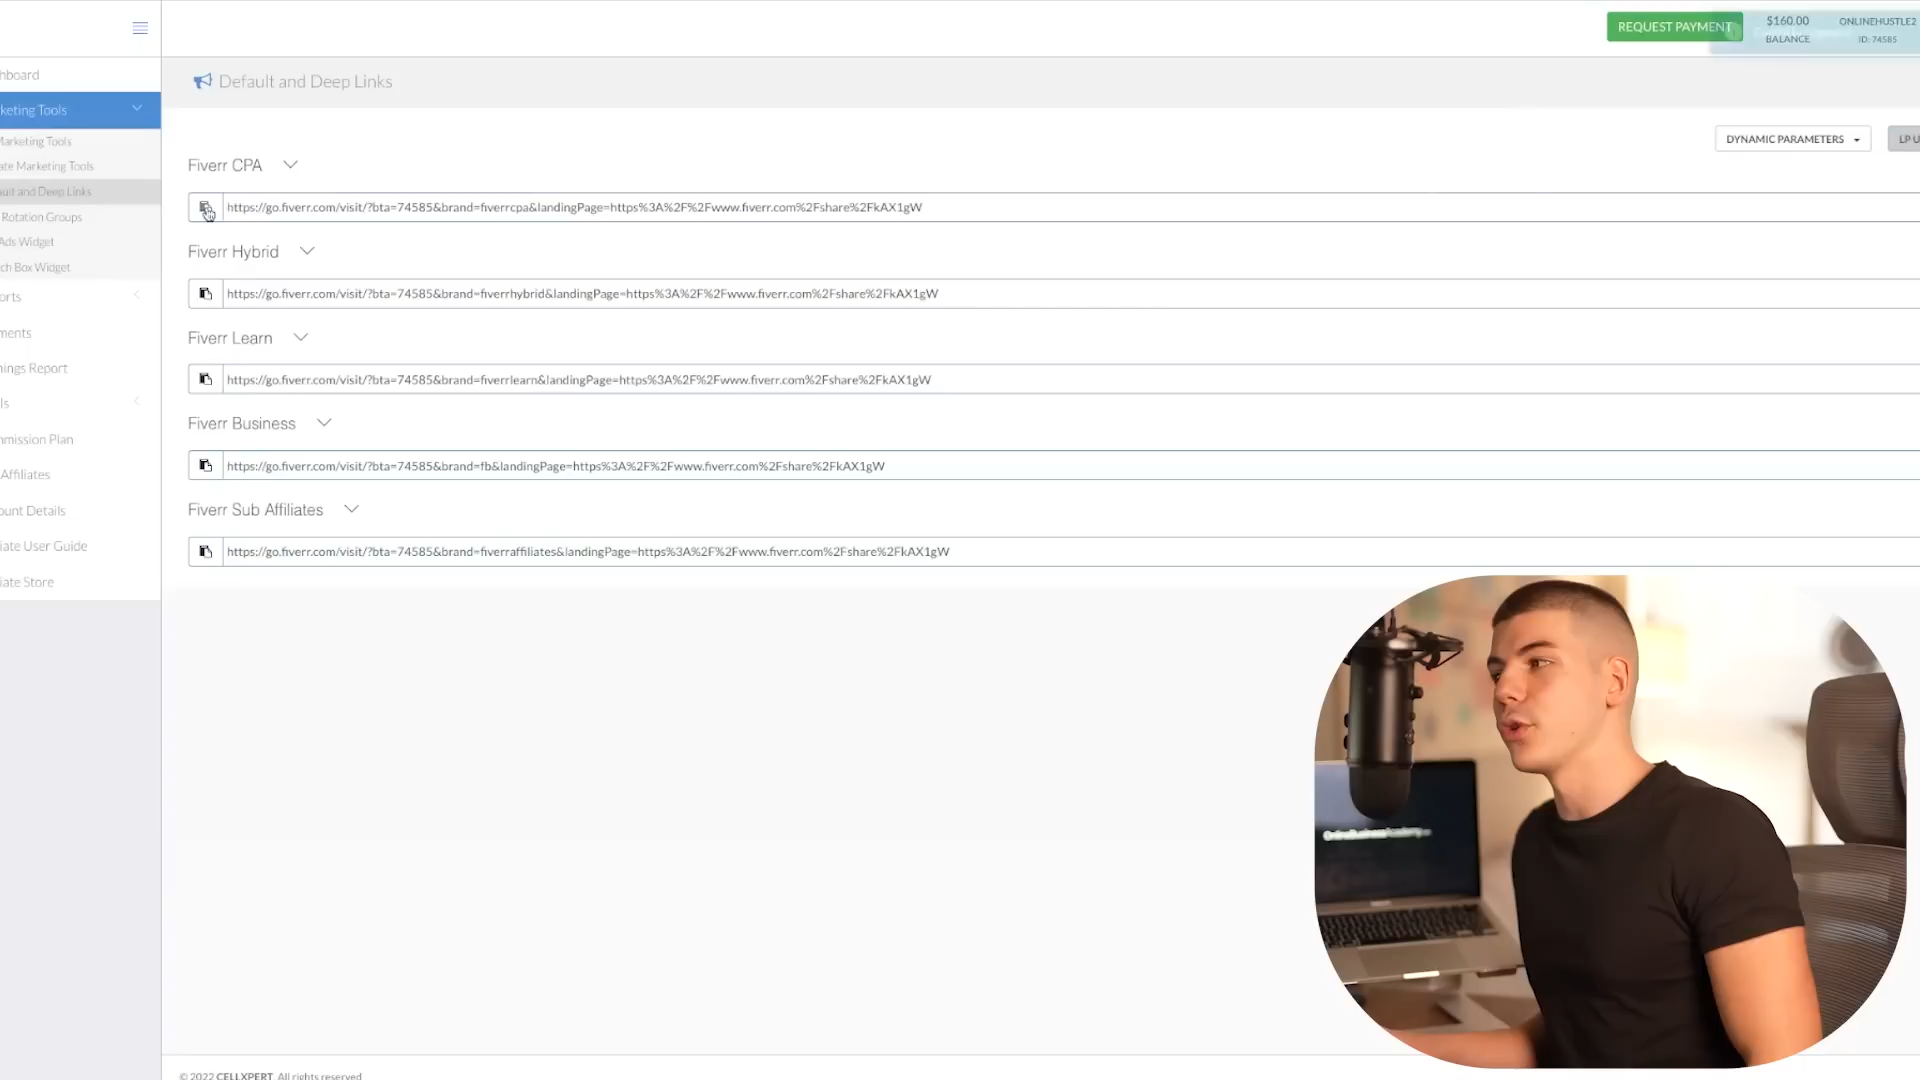 REQUEST PAYMENT
$160.00
BALANCE
ONLINEHUSTLE2
ID: 74585
hboard
keting Tools
Marketing Tools
ate Marketing Tools
ault and Deep Links
Rotation Groups
Ads Widget
ch Box Widget
orts
ments
nings Report
ls
mmission Plan
Affiliates
ount Details
iate User Guide
iate Store
Default and Deep Links
DYNAMIC PARAMETERS
LP U
Fiverr CPA
https://go.fiverr.com/visit/?bta=74585&brand=fiverrcpa&landingPage=https%3A%2F%2Fwww.fiverr.com%2Fshare%2FkAX1gW
Fiverr Hybrid
https://go.fiverr.com/visit/?bta=74585&brand=fiverrhybrid&landingPage=https%3A%2F%2Fwww.fiverr.com%2Fshare%2FkAX1gW
Fiverr Learn
https://go.fiverr.com/visit/?bta=74585&brand=fiverrlearn&landingPage=https%3A%2F%2Fwww.fiverr.com%2Fshare%2FkAX1gW
Fiverr Business
https://go.fiverr.com/visit/?bta=74585&brand=fb&landingPage=https%3A%2F%2Fwww.fiverr.com%2Fshare%2FkAX1gW
Fiverr Sub Affiliates
https://go.fiverr.com/visit/?bta=74585&brand=fiverraffiliates&landingPage=https%3A%2F%2Fwww.fiverr.com%2Fshare%2FkAX1gW
© 2022 CELLXPERT. All rights reserved